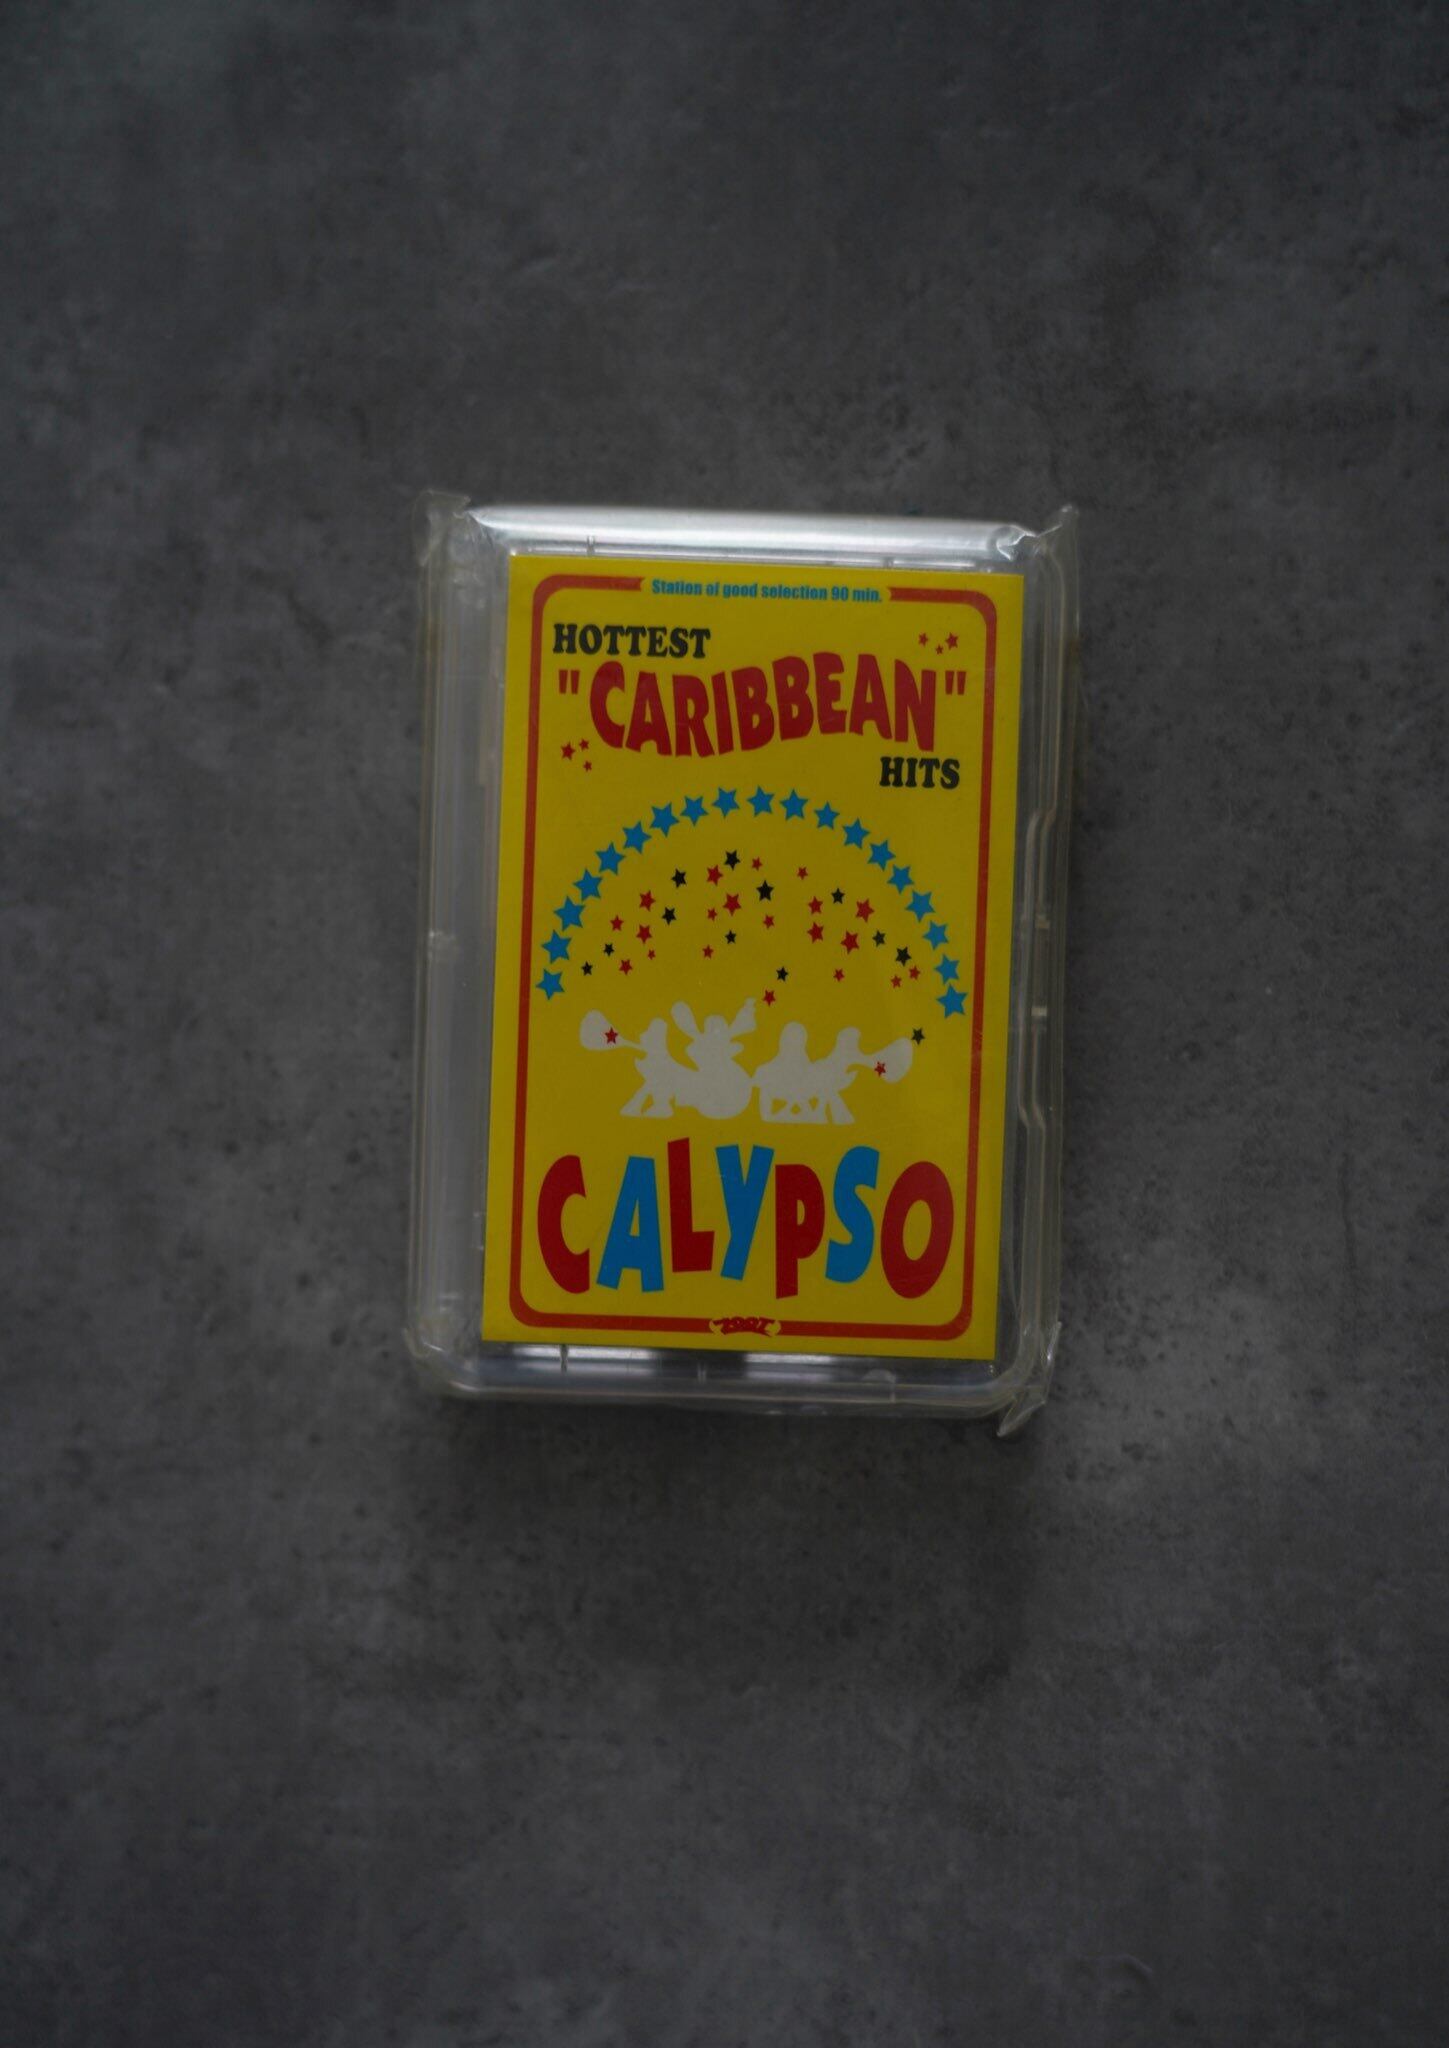 Station of good selection 90 min.
HOTTEST
"CARIBBEAN"
HITS
CALYPSO